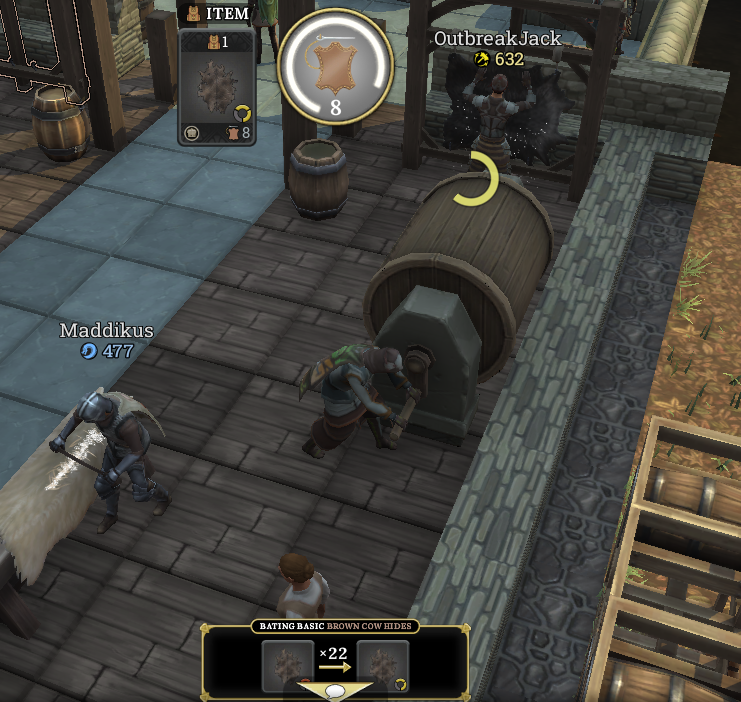 ITEM
1
8
8
OutbreakJack
632
Maddikus
477
BATING BASIC BROWN COW HIDES
×22